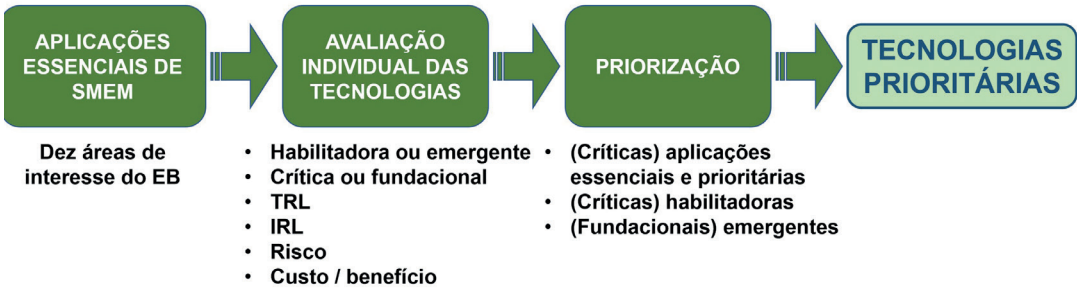 APLICAÇÕES
ESSENCIAIS DE
SMEM
AVALIAÇÃO
INDIVIDUAL DAS
TECNOLOGIAS
PRIORIZAÇÃO
TECNOLOGIAS
PRIORITÁRIAS
Dez áreas de
interesse do EB
• Habilitadora ou emergente
• Crítica ou fundacional
• TRL
• IRL
• Risco
• Custo / benefício
• (Críticas) aplicações
essenciais e prioritárias
• (Críticas) habilitadoras
• (Fundacionais) emergentes